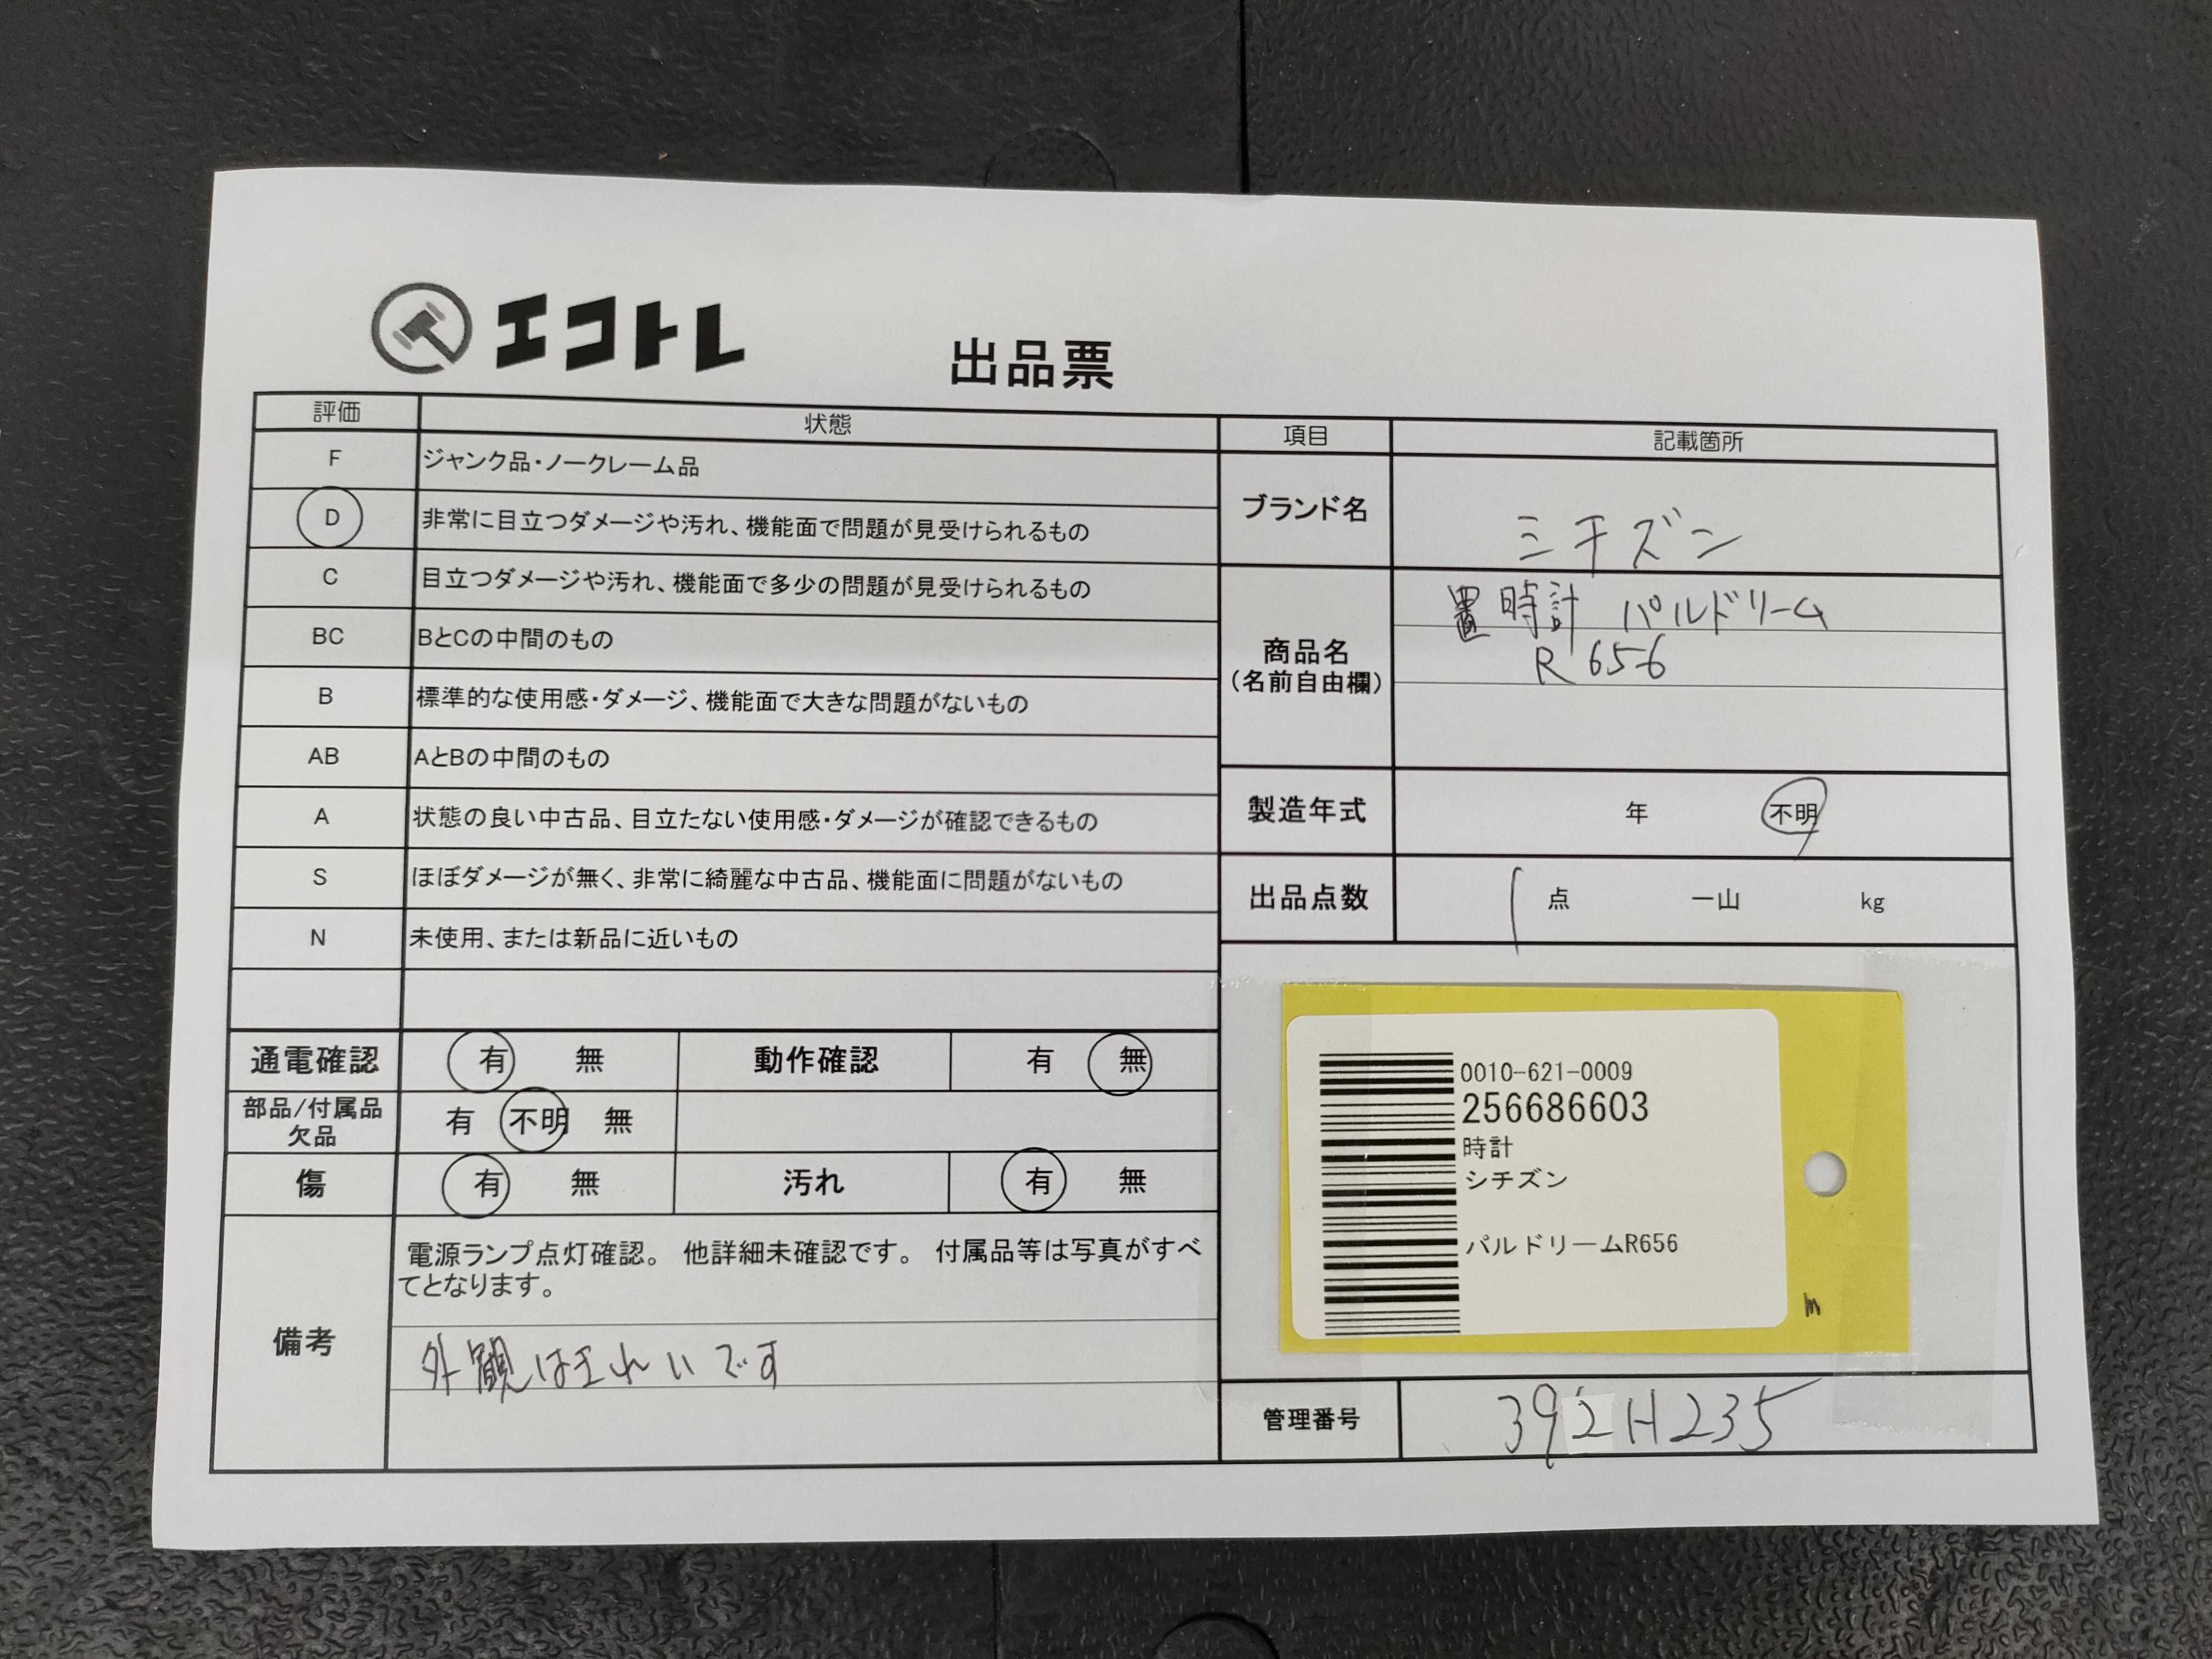 エコトレ
出品票
評価 状態
F ジャンク品・ノークレーム品
D 非常に目立つダメージや汚れ、機能面で問題が見受けられるもの
C 目立つダメージや汚れ、機能面で多少の問題が見受けられるもの
BC BとCの中間のもの
B 標準的な使用感・ダメージ、機能面で大きな問題がないもの
AB AとBの中間のもの
A 状態の良い中古品、目立たない使用感・ダメージが確認できるもの
S ほぼダメージが無く、非常に綺麗な中古品、機能面に問題がないもの
N 未使用、または新品に近いもの
通電確認 有 無 動作確認 有 無
部品/付属品
欠品 有 不明 無
傷 有 無 汚れ 有 無
備考
電源ランプ点灯確認。 他詳細未確認です。 付属品等は写真がすべ
てとなります。
外観はきれいです
項目 記載箇所
ブランド名 シチズン
商品名
(名前自由欄)
置時計 パルドリーム
R656
製造年式 年 不明
出品点数 1 点 一山 kg
0010-621-0009
256686603
時計
シチズン
パルドリームR656
m
管理番号 392H235